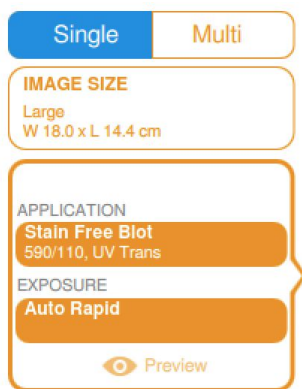 Single Multi
IMAGE SIZE
Large
W 18.0 x L 14.4 cm
APPLICATION
Stain Free Blot
590/110, UV Trans
EXPOSURE
Auto Rapid
Preview